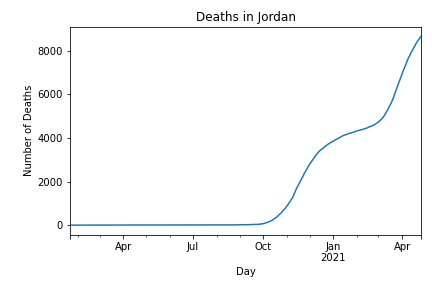 Deaths in Jordan
8000
6000
4000
2000
0
Number of Deaths
Apr Jul Oct Jan Apr
2021
Day